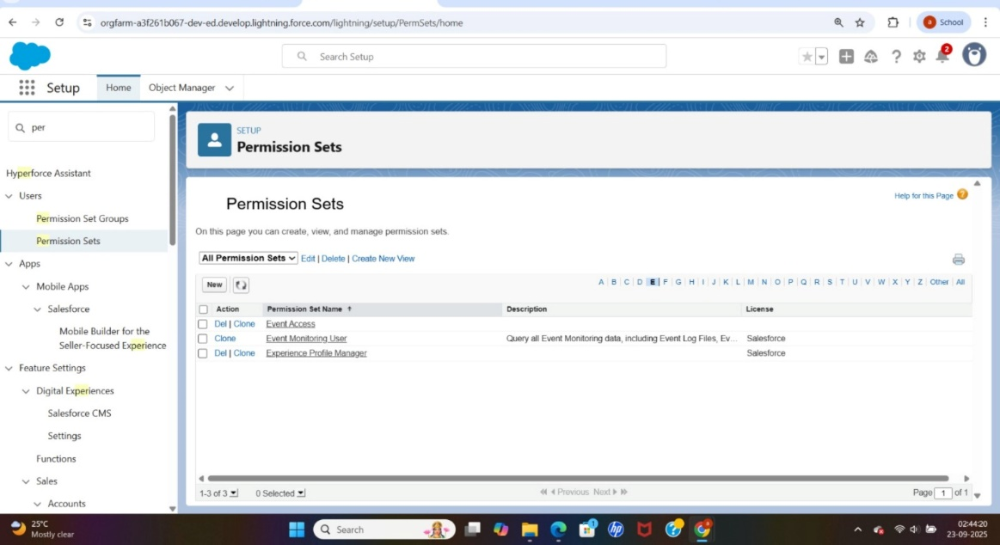 orgfarm-a3f261b067-dev-ed.develop.lightning.force.com/lightning/setup/PermSets/home
a School
Search Setup
2
Setup Home Object Manager
per
Hyperforce Assistant
Users
Permission Set Groups
Permission Sets
Apps
Mobile Apps
Salesforce
Mobile Builder for the
Seller-Focused Experience
Feature Settings
Digital Experiences
Salesforce CMS
Settings
Functions
Sales
Accounts
SETUP
Permission Sets
Permission Sets
Help for this Page ?
On this page you can create, view, and manage permission sets.
All Permission Sets Edit | Delete | Create New View
New A B C D E F G H I J K L M N O P Q R S T U V W X Y Z Other All
Action Permission Set Name ↑ Description License
Del | Clone Event Access
Clone Event Monitoring User Query all Event Monitoring data, including Event Log Files, Ev... Salesforce
Del | Clone Experience Profile Manager Salesforce
1-3 of 3 0 Selected Previous Next Page 1 of 1
25°C
Mostly clear
Search
1
hp
02:44:20
23-09-2025